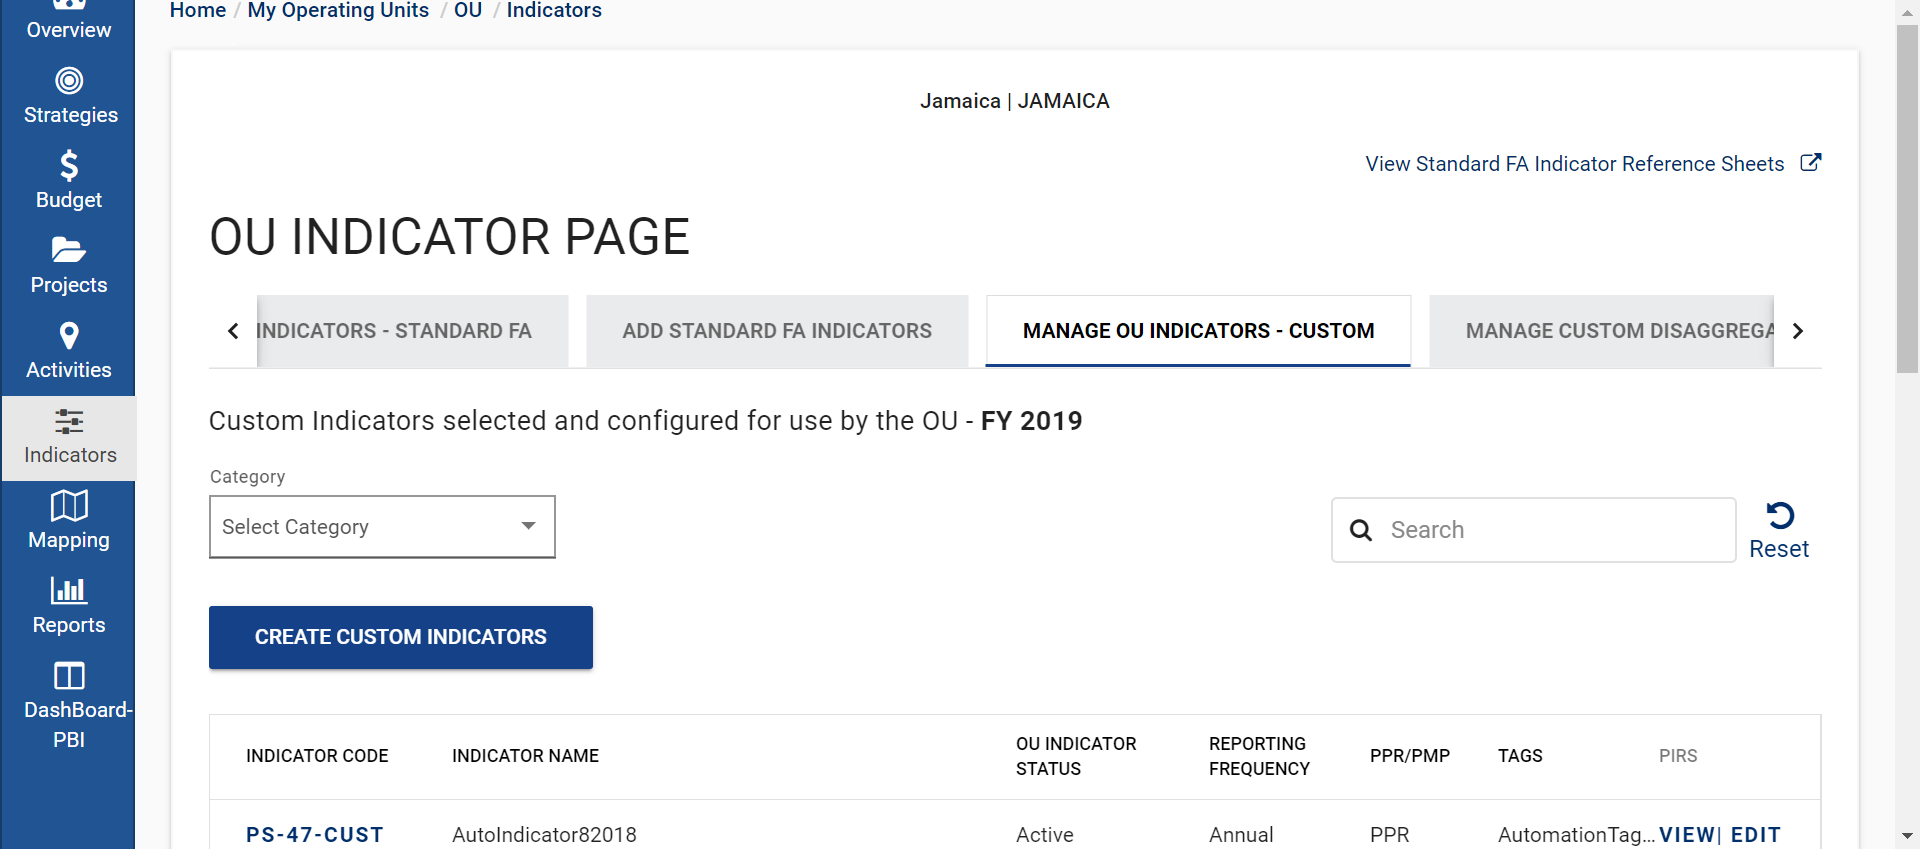 Overview
Strategies
Budget
Projects
Activities
Indicators
Mapping
Reports
DashBoard-
PBI
Home / My Operating Units / OU / Indicators
Jamaica | JAMAICA
View Standard FA Indicator Reference Sheets
OU INDICATOR PAGE
INDICATORS - STANDARD FA
ADD STANDARD FA INDICATORS
MANAGE OU INDICATORS - CUSTOM
MANAGE CUSTOM DISAGGREGA
Custom Indicators selected and configured for use by the OU - FY 2019
Category
Select Category
Search
Reset
CREATE CUSTOM INDICATORS
INDICATOR CODE
INDICATOR NAME
OU INDICATOR
STATUS
REPORTING
FREQUENCY
PPR/PMP
TAGS
PIRS
PS-47-CUST
AutoIndicator82018
Active
Annual
PPR
AutomationTag...
VIEW| EDIT